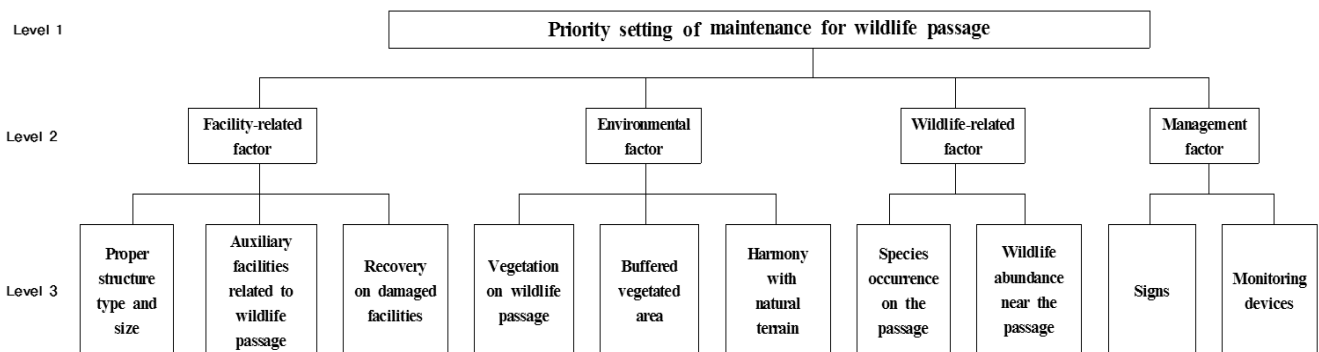 Level 1
Priority setting of maintenance for wildlife passage
Level 2
Facility-related
factor
Environmental
factor
Wildlife-related
factor
Management
factor
Level 3
Proper
structure
type and
size
Auxiliary
facilities
related to
wildlife
passage
Recovery
on damaged
facilities
Vegetation
on wildlife
passage
Buffered
vegetated
area
Harmony
with
natural
terrain
Species
occurrence
on the
passage
Wildlife
abundance
near the
passage
Signs
Monitoring
devices